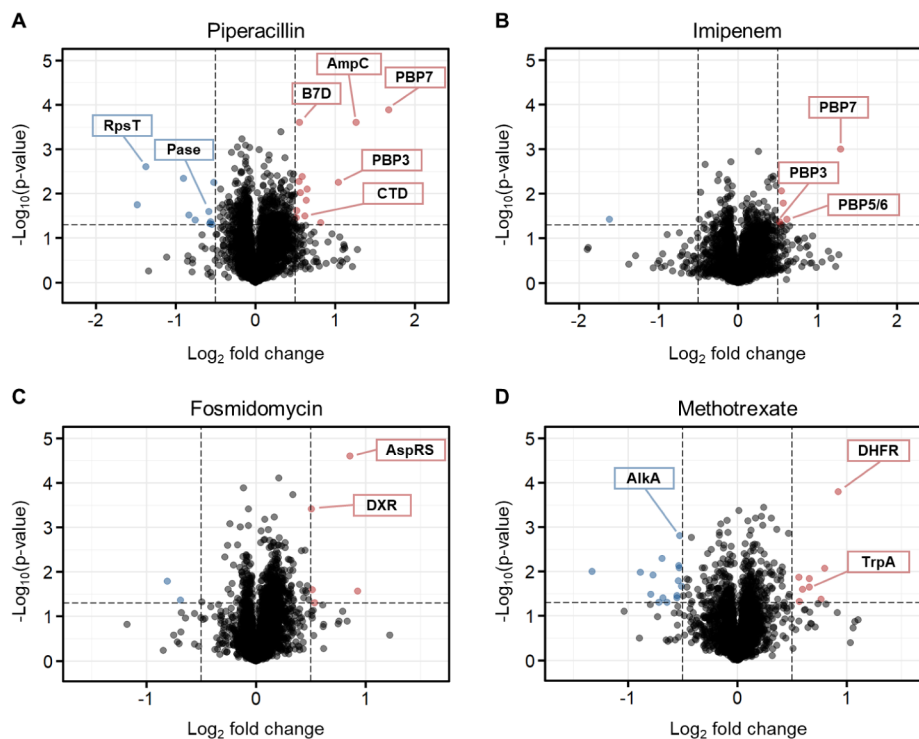 A
Piperacillin
5
4
3
2
1
0
-Log10(p-value)
AmpC
PBP7
B7D
RpsT
Pase
PBP3
CTD
-2
-1
0
1
2
Log2 fold change
B
Imipenem
5
4
3
2
1
0
-Log10(p-value)
PBP7
PBP3
PBP5/6
-2
-1
0
1
2
Log2 fold change
C
Fosmidomycin
5
4
3
2
1
0
-Log10(p-value)
AspRS
DXR
-1
0
1
Log2 fold change
D
Methotrexate
5
4
3
2
1
0
-Log10(p-value)
DHFR
AlkA
TrpA
-1
0
1
Log2 fold change